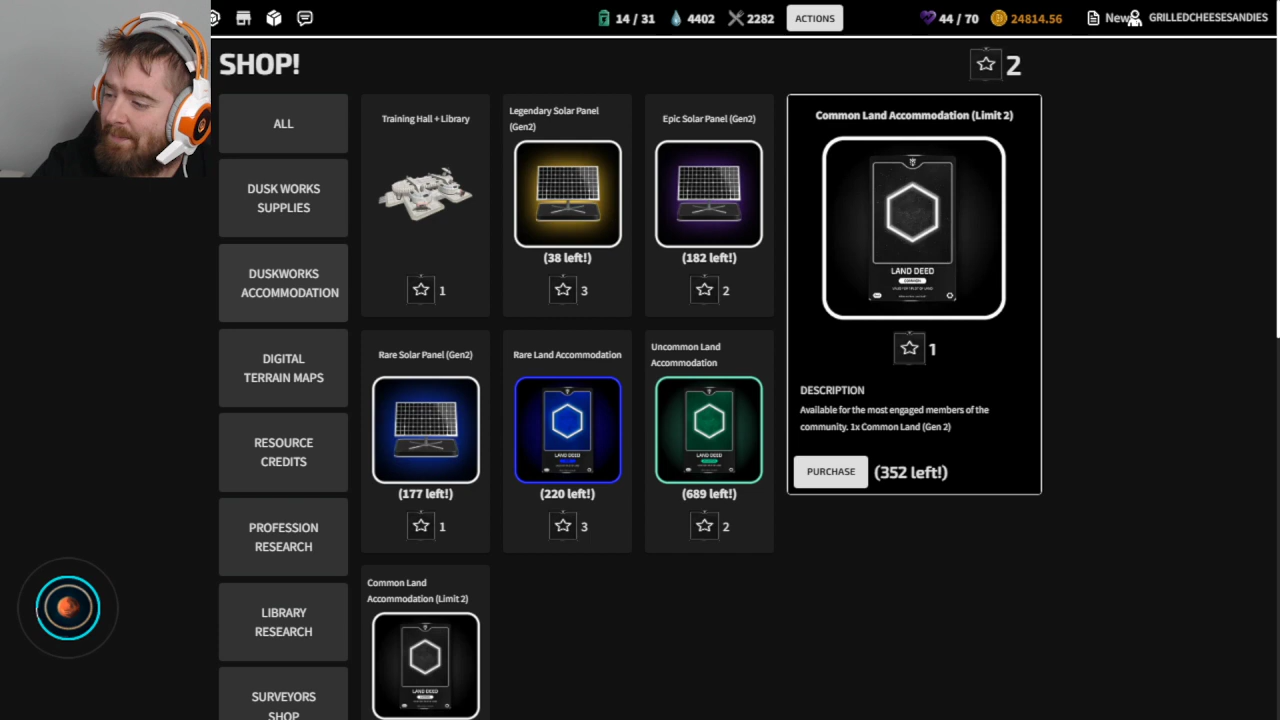 14 / 31
4402
2282
ACTIONS
44 / 70
24814.56
New
GRILLEDCHEESESANDIES
SHOP!
2
ALL
DUSK WORKS
SUPPLIES
DUSKWORKS
ACCOMMODATION
DIGITAL
TERRAIN MAPS
RESOURCE
CREDITS
PROFESSION
RESEARCH
LIBRARY
RESEARCH
SURVEYORS
SHOP
Training Hall + Library
1
Legendary Solar Panel
(Gen2)
(38 left!)
3
Epic Solar Panel (Gen2)
(182 left!)
2
Rare Solar Panel (Gen2)
(177 left!)
1
Rare Land Accommodation
LAND DEED
(220 left!)
3
Uncommon Land
Accommodation
LAND DEED
(689 left!)
2
Common Land
Accommodation (Limit 2)
LAND DEED
Common Land Accommodation (Limit 2)
LAND DEED
COMMON
1
DESCRIPTION
Available for the most engaged members of the
community. 1x Common Land (Gen 2)
PURCHASE
(352 left!)